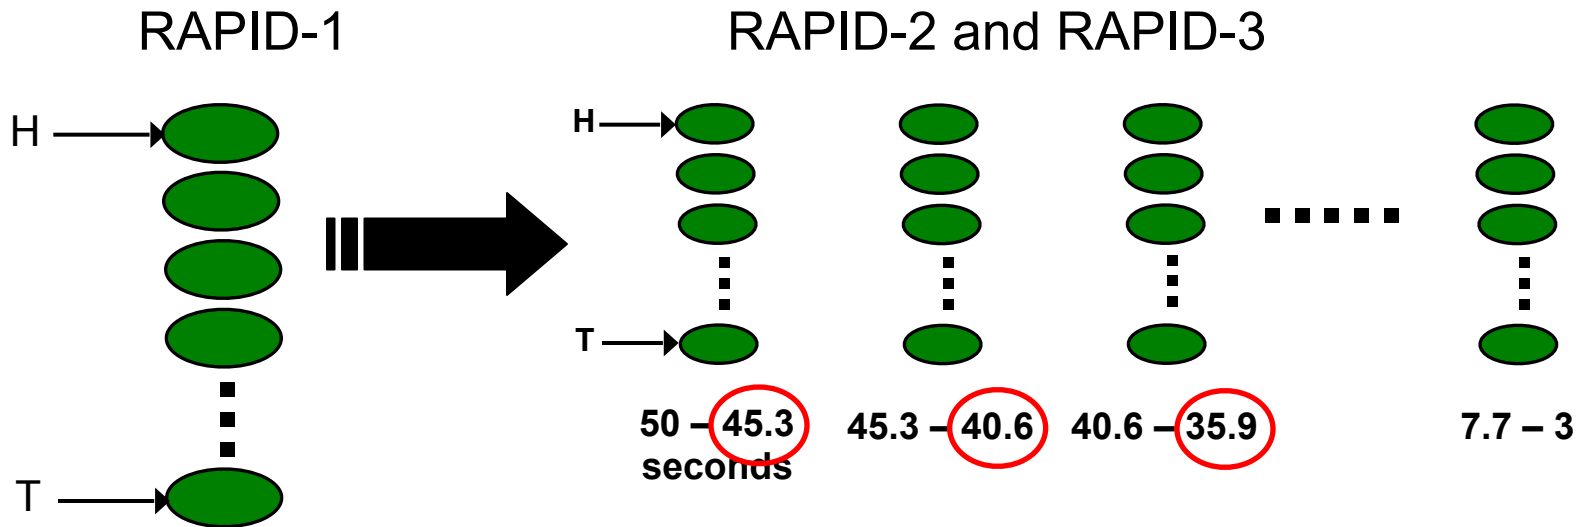 RAPID-1
RAPID-2 and RAPID-3
H
T
H
T
50 – 45.3
seconds
45.3 – 40.6
40.6 – 35.9
7.7 – 3